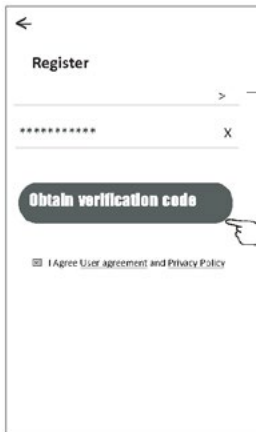 Register
>
***********
X
Obtain verification code
I Agree User agreement and Privacy Policy